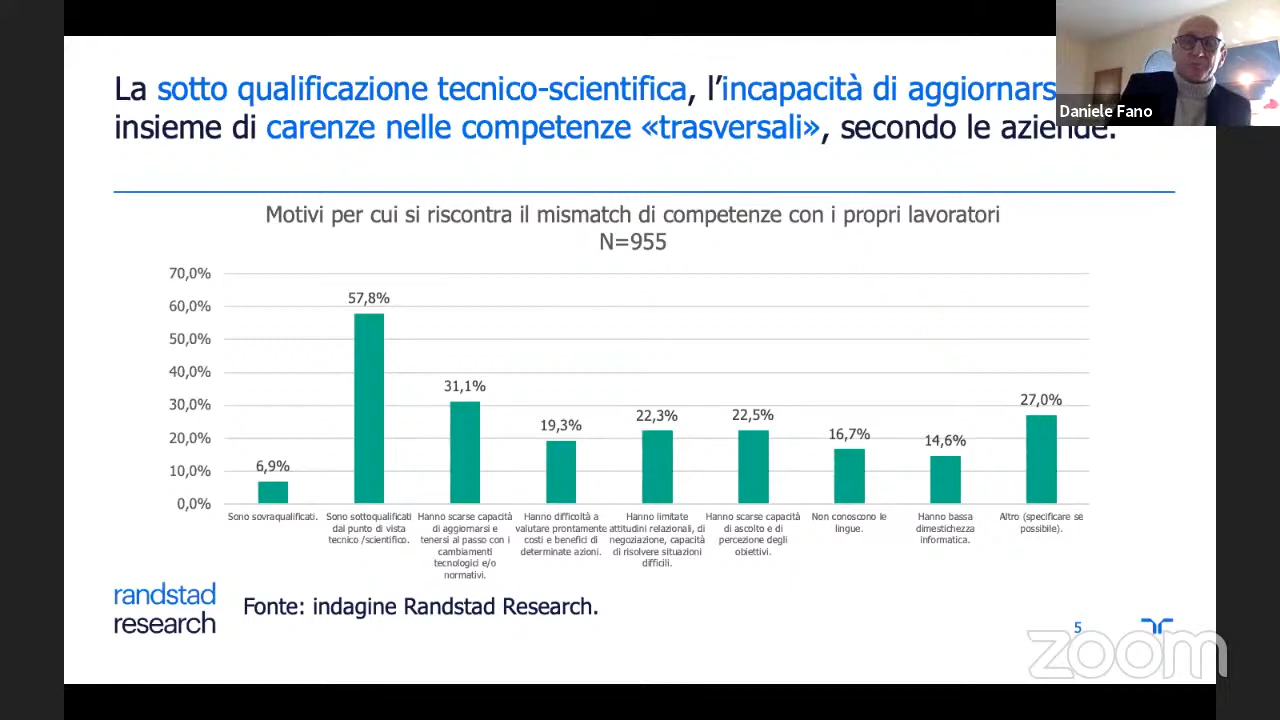 La sotto qualificazione tecnico-scientifica, l'incapacità di aggiornars
insieme di carenze nelle competenze «trasversali», secondo le aziende.
Daniele Fano
Motivi per cui si riscontra il mismatch di competenze con i propri lavoratori
N=955
70,0%
60,0%
50,0%
40,0%
30,0%
20,0%
10,0%
0,0%
6,9%
57,8%
31,1%
19,3%
22,3%
22,5%
16,7%
14,6%
27,0%
Sono sovraqualificati.
Sono sottoqualificati
dal punto di vista
tecnico /scientifico.
Hanno scarse capacità
di aggiornarsi e
tenersi al passo con i
cambiamenti
tecnologici e/o
normativi.
Hanno difficoltà a
valutare prontamente
costi e benefici di
determinate azioni.
Hanno limitate
attitudini relazionali, di
negoziazione, capacità
di risolvere situazioni
difficili.
Hanno scarse capacità
di ascolto e di
percezione degli
obiettivi.
Non conoscono le
lingue.
Hanno bassa
dimestichezza
informatica.
Altro (specificare se
possibile).
randstad
research
Fonte: indagine Randstad Research.
5
zoom